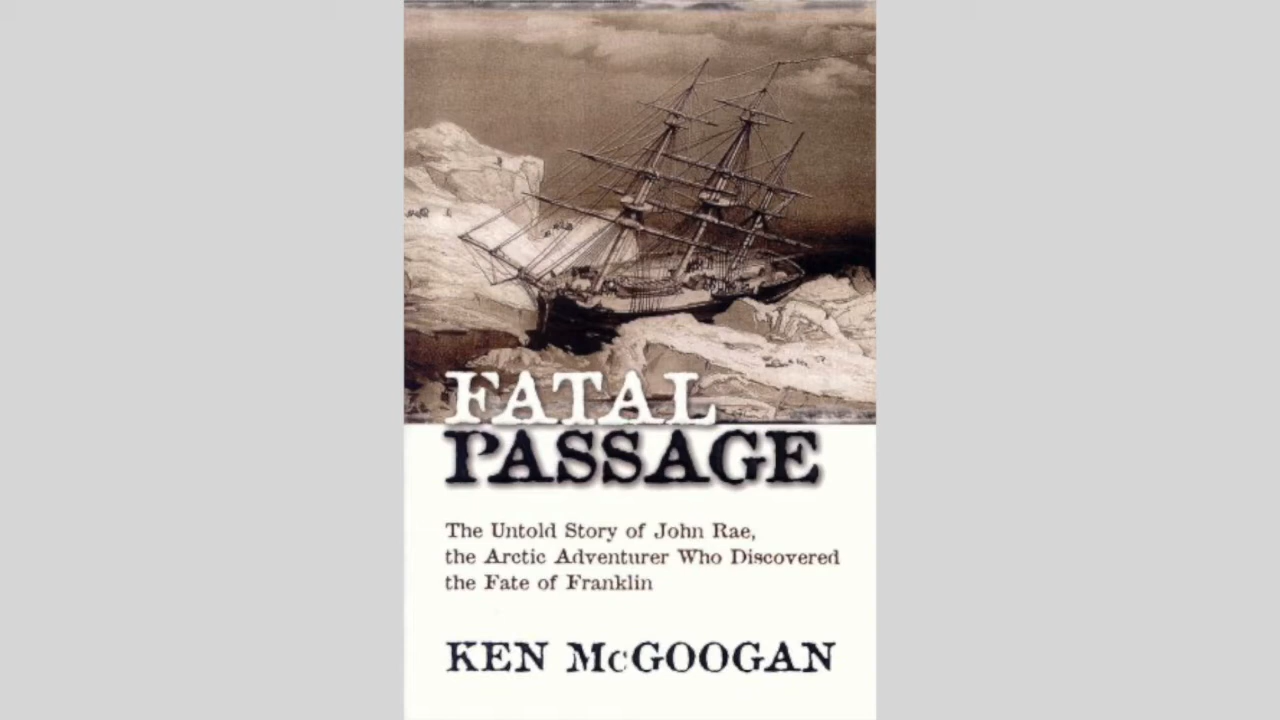 FATAL
PASSAGE
The Untold Story of John Rae,
the Arctic Adventurer Who Discovered
the Fate of Franklin
KEN McGOOGAN